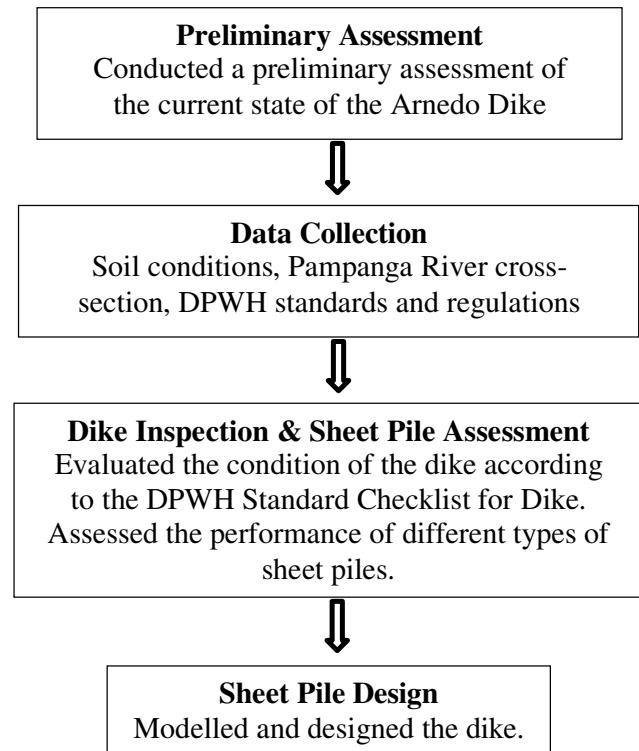 Preliminary Assessment
Conducted a preliminary assessment of
the current state of the Arnedo Dike
Data Collection
Soil conditions, Pampanga River cross-
section, DPWH standards and regulations
Dike Inspection & Sheet Pile Assessment
Evaluated the condition of the dike according
to the DPWH Standard Checklist for Dike.
Assessed the performance of different types of
sheet piles.
Sheet Pile Design
Modelled and designed the dike.